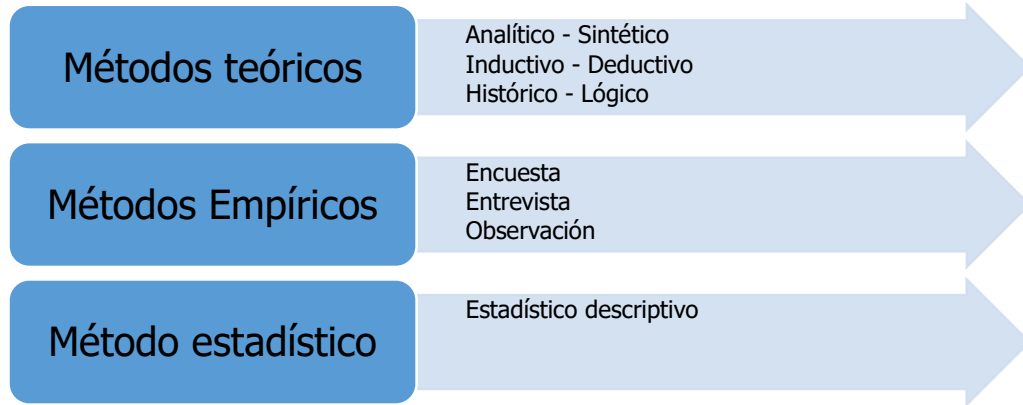 Métodos teóricos
Analítico - Sintético
Inductivo - Deductivo
Histórico - Lógico
Métodos Empíricos
Encuesta
Entrevista
Observación
Método estadístico
Estadístico descriptivo